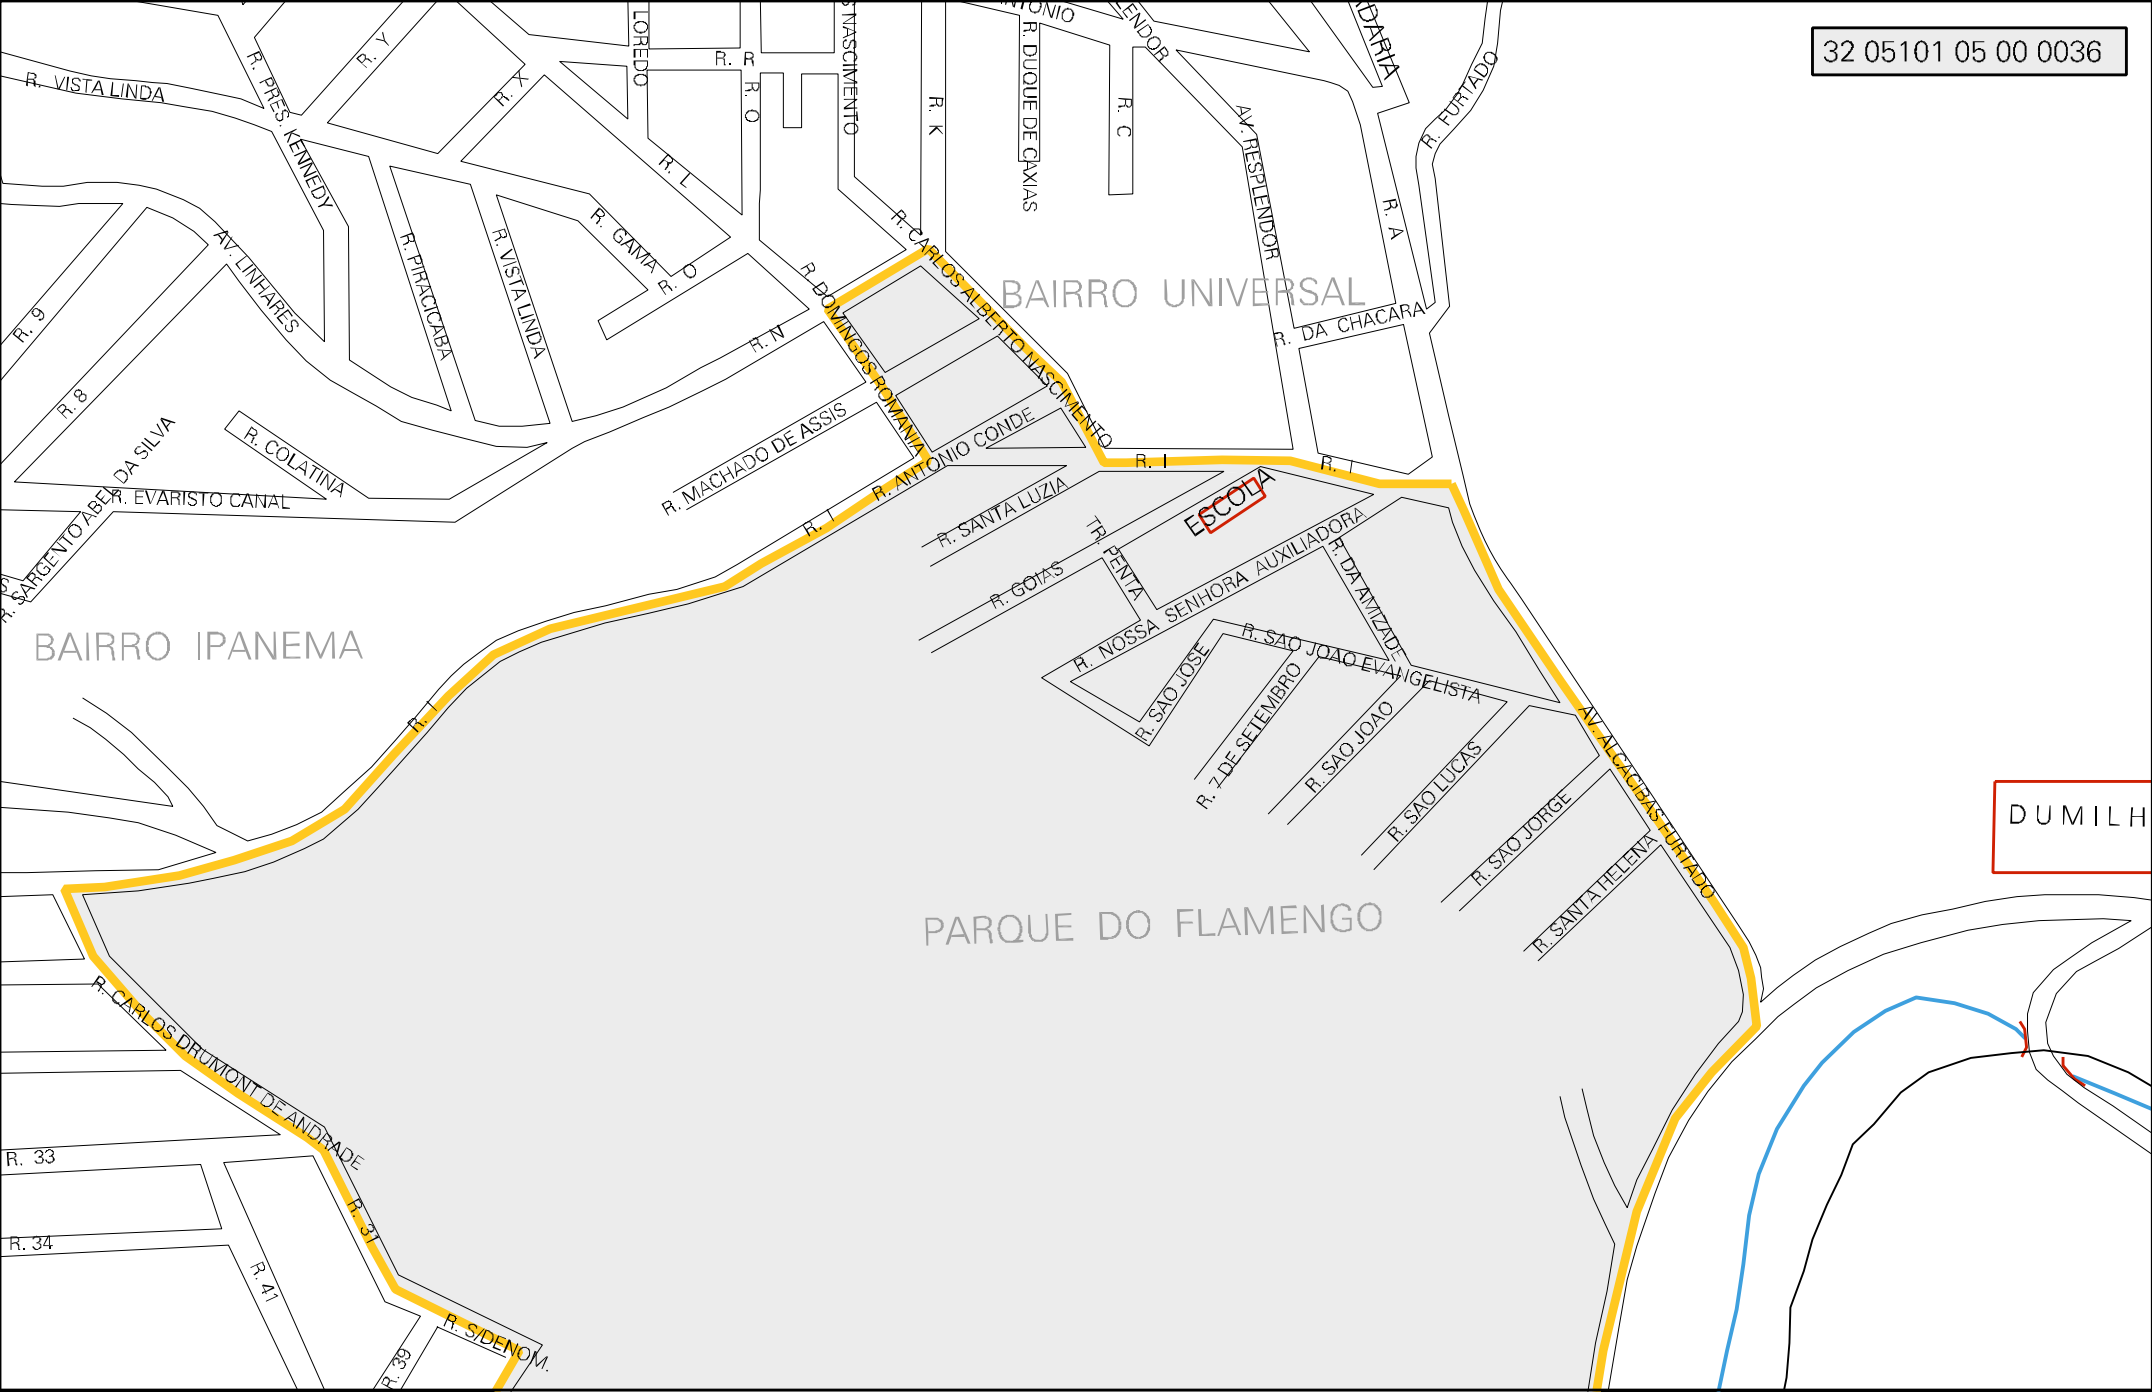 32 05101 05 00 0036
R. VISTA LINDA
R. PRES. KENNEDY
R. Y
R. X
LOREDO
R. R
R. O
NASCIMENTO
R. K
R. DUQUE DE CAXIAS
R. C
AV. RESPLENDOR
R. FURTADO
R. A
R. L
R. GAMA
R. O
R. CARLOS ALBERTO NASCIMENTO
R. DOMINGOS ROMANIA
BAIRRO UNIVERSAL
R. DA CHACARA
AV. LINHARES
R. PIRACICABA
R. VISTA LINDA
R. N
R. 9
R. 8
R. COLATINA
R. EVARISTO CANAL
R. SARGENTO ABEL DA SILVA
R. MACHADO DE ASSIS
R. ANTONIO CONDE
R. I
R. I
R. I
R. SANTA LUZIA
ESCOLA
TR. PENTA
R. GOIAS
R. NOSSA SENHORA AUXILIADORA
R. DA AMIZADE
R. SAO JOAO EVANGELISTA
R. SAO JOSE
R. 7 DE SETEMBRO
R. SAO JOAO
R. SAO LUCAS
R. SAO JORGE
R. SANTA HELENA
AV. ALCACIBAS FURTADO
BAIRRO IPANEMA
R. I
DUMILH
PARQUE DO FLAMENGO
R. CARLOS DRUMONT DE ANDRADE
R. 33
R. 31
R. 34
R. 41
R. S/DENOM.
R. 39